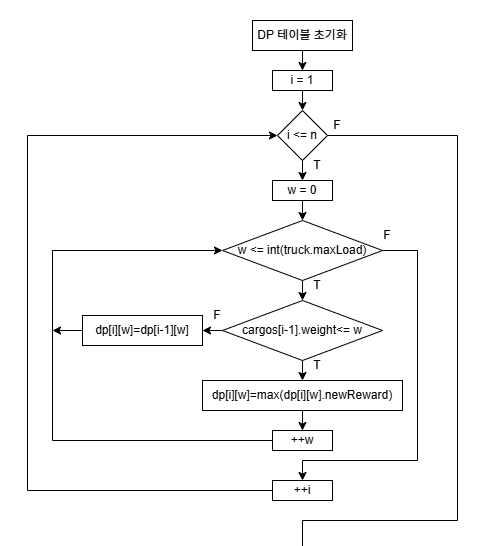 DP 테이블 초기화
i = 1
i <= n
F
T
w = 0
w <= int(truck.maxLoad)
F
T
cargos[i-1].weight<= w
F
dp[i][w]=dp[i-1][w]
T
dp[i][w]=max(dp[i][w].newReward)
++w
++i